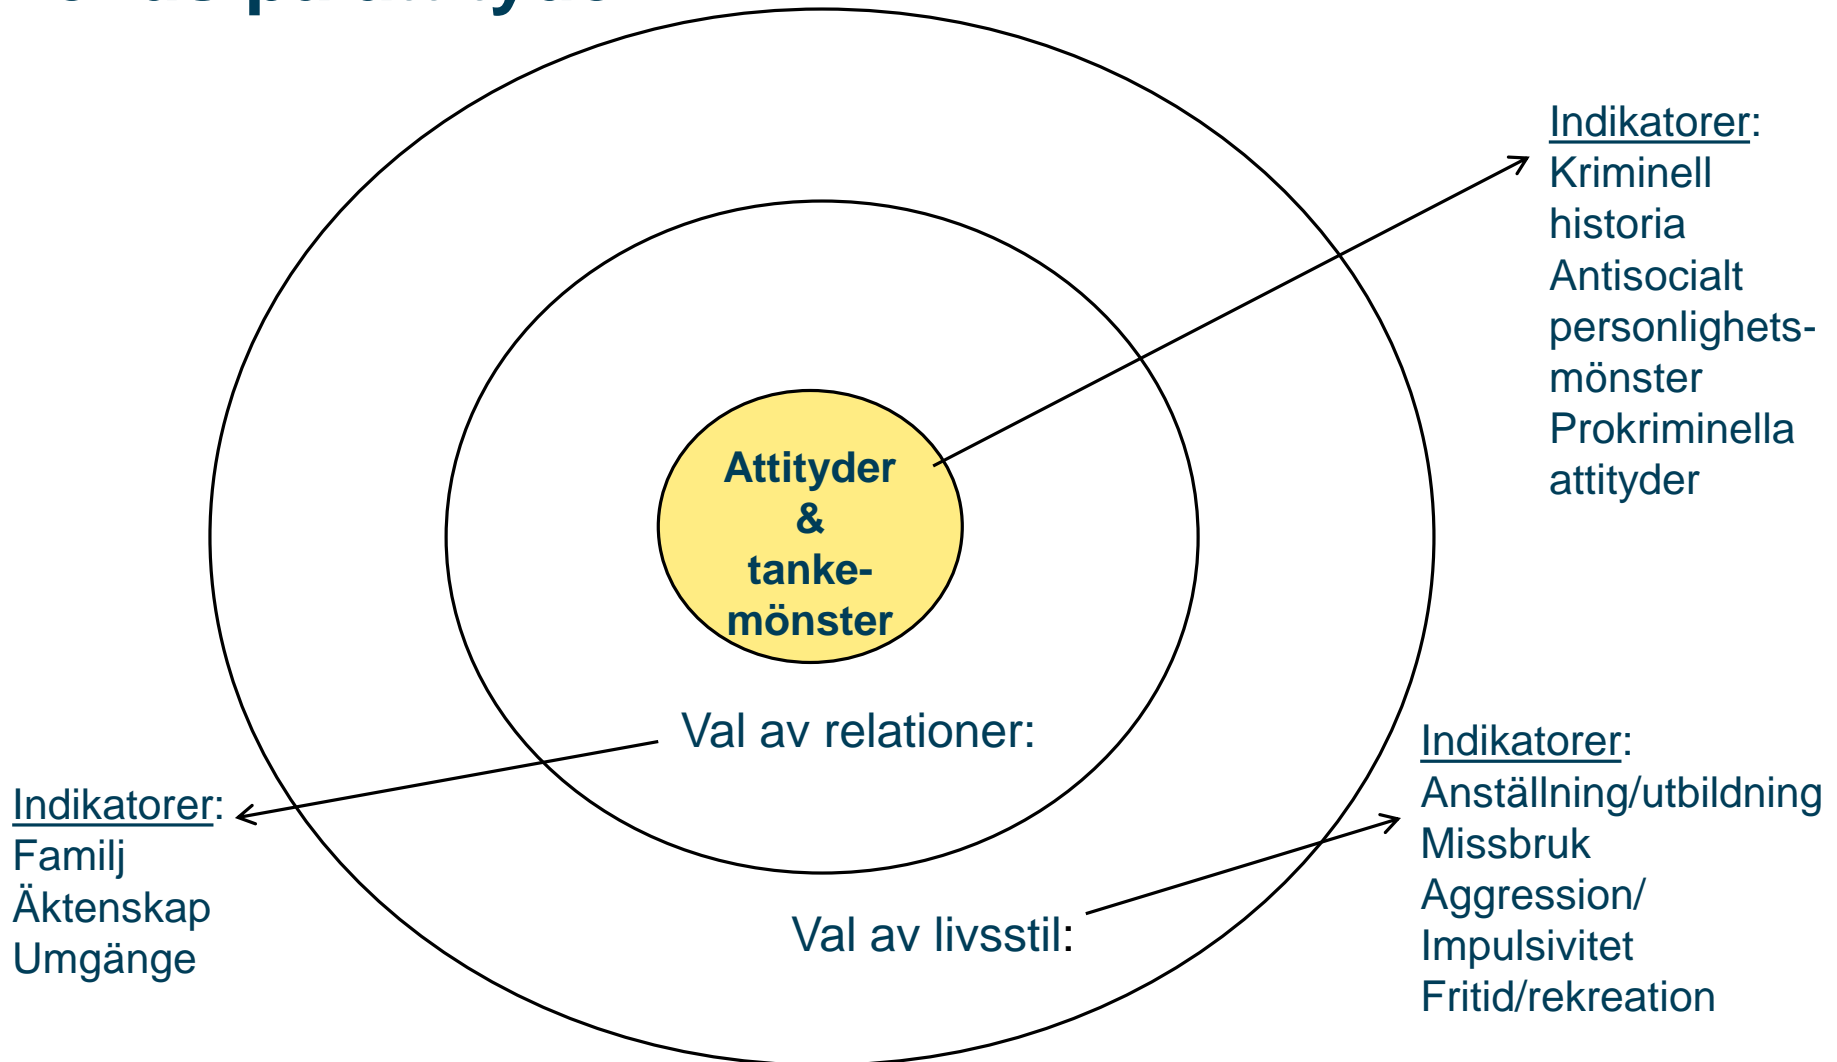 på
Indikatorer:
Kriminell
historia
Antisocialt
personlighets-
mönster
Prokriminella
attityder
Attityder
&
tanke-
mönster
Val av relationer:
Indikatorer:
Familj
Äktenskap
Umgänge
Val av livsstil:
Indikatorer:
Anställning/utbildning
Missbruk
Aggression/
Impulsivitet
Fritid/rekreation